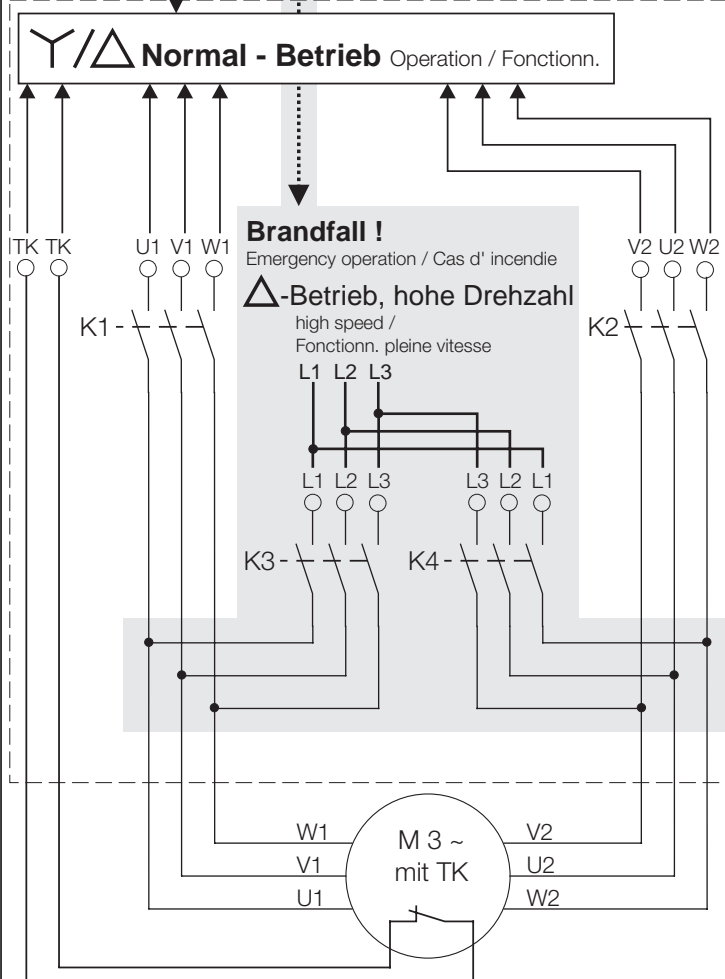 Normal - Betrieb Operation / Fonctionn.
TK TK U1 V1 W1 V2 U2 W2
Brandfall !
Emergency operation / Cas d' incendie
Δ-Betrieb, hohe Drehzahl
high speed /
Fonctionn. pleine vitesse
K1 K2
L1 L2 L3
L1 L2 L3 L3 L2 L1
K3 K4
W1 M 3 ~ V2
V1 mit TK U2
U1 W2